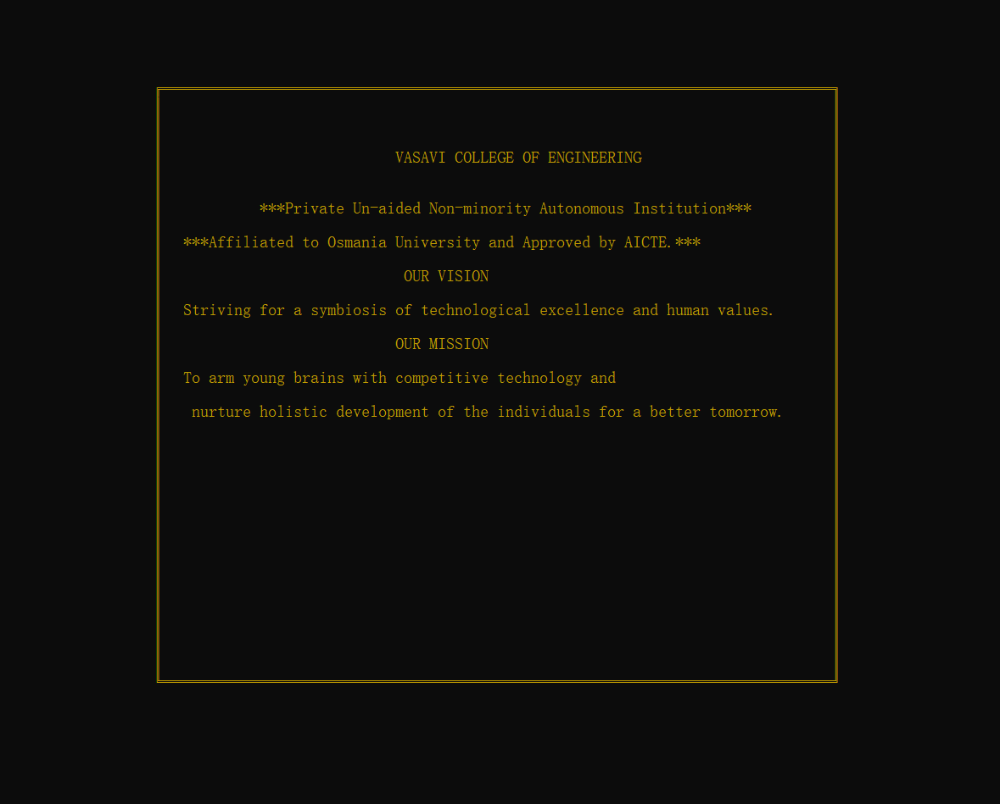 VASAVI COLLEGE OF ENGINEERING
***Private Un-aided Non-minority Autonomous Institution***
***Affiliated to Osmania University and Approved by AICTE.***
OUR VISION
Striving for a symbiosis of technological excellence and human values.
OUR MISSION
To arm young brains with competitive technology and
nurture holistic development of the individuals for a better tomorrow.